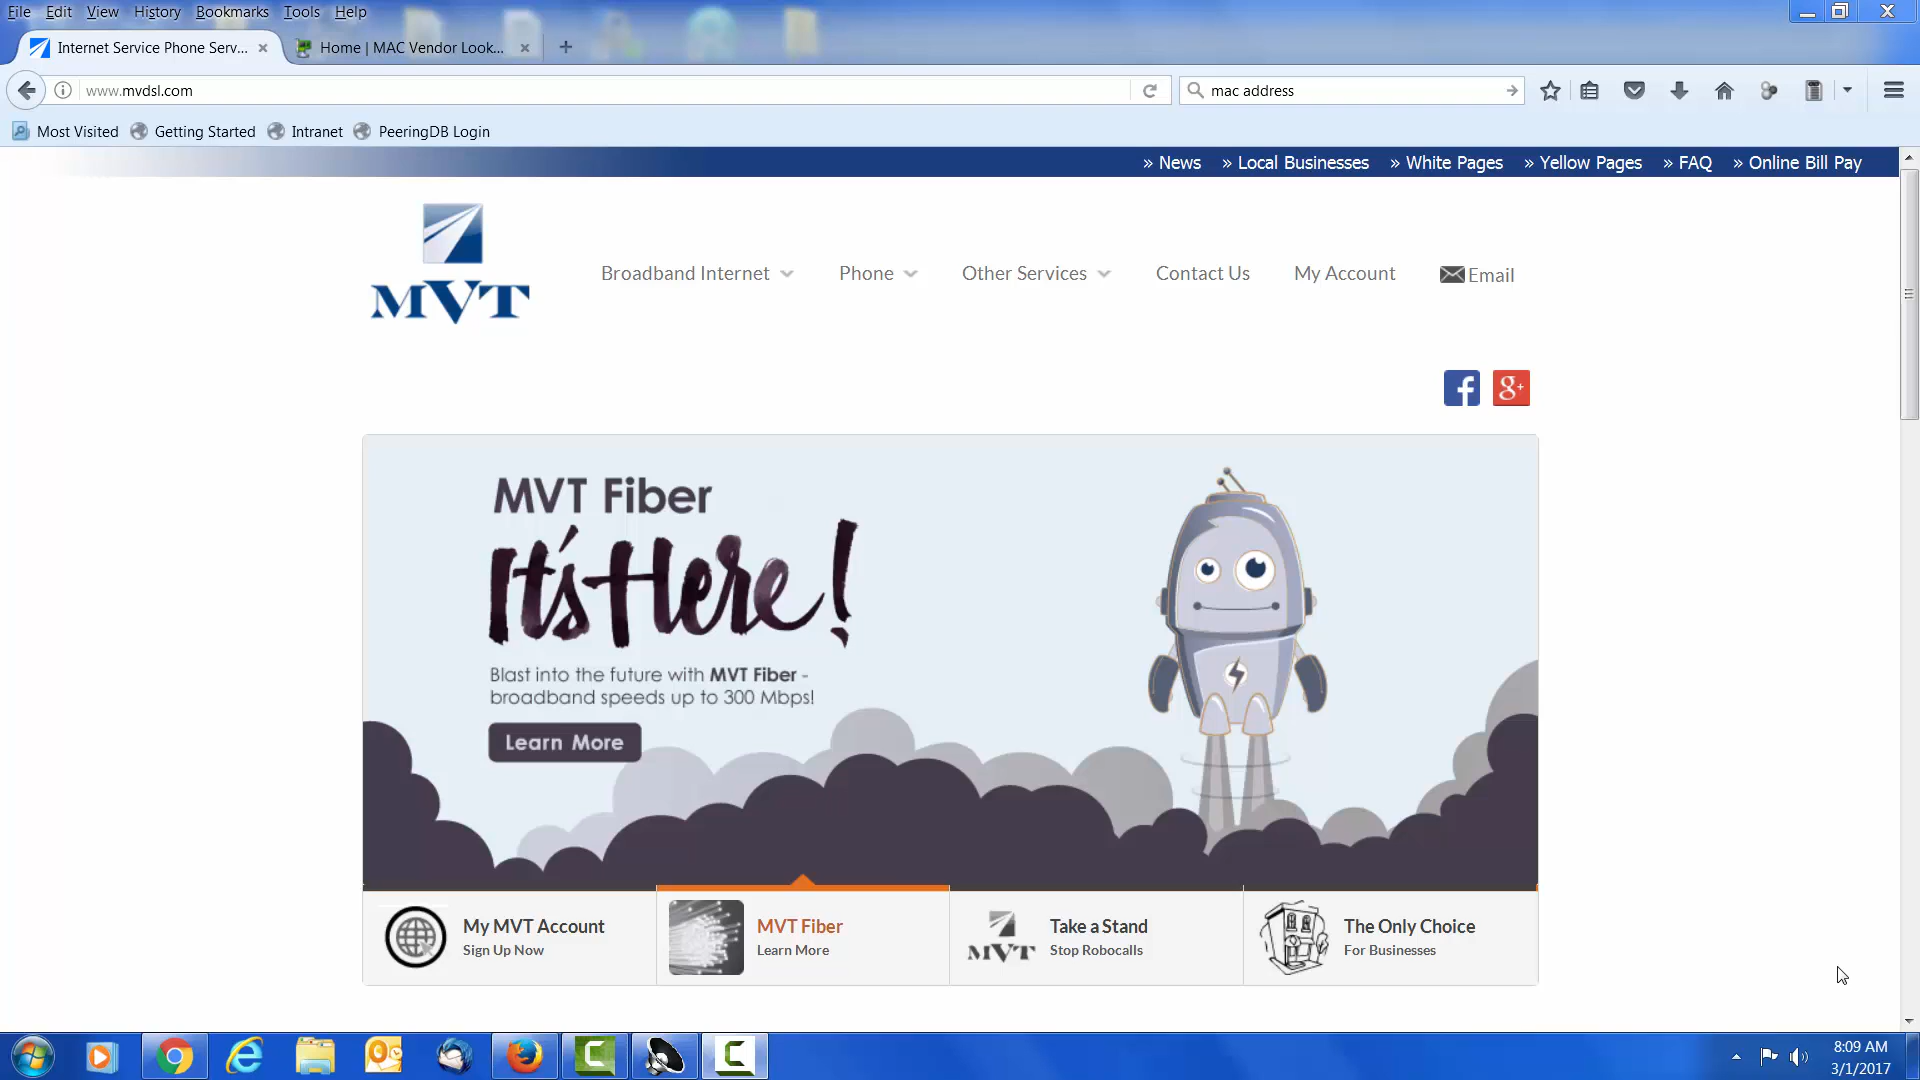 File Edit View History Bookmarks Tools Help
Internet Service Phone Serv... Home | MAC Vendor Look...
www.mvdsl.com mac address
Most Visited Getting Started Intranet PeeringDB Login
» News » Local Businesses » White Pages » Yellow Pages » FAQ » Online Bill Pay
MVT
Broadband Internet Phone Other Services Contact Us My Account Email
f g+
MVT Fiber
It's Here!
Blast into the future with MVT Fiber -
broadband speeds up to 300 Mbps!
Learn More
My MVT Account
Sign Up Now
MVT Fiber
Learn More
MVT
Take a Stand
Stop Robocalls
The Only Choice
For Businesses
8:09 AM
3/1/2017